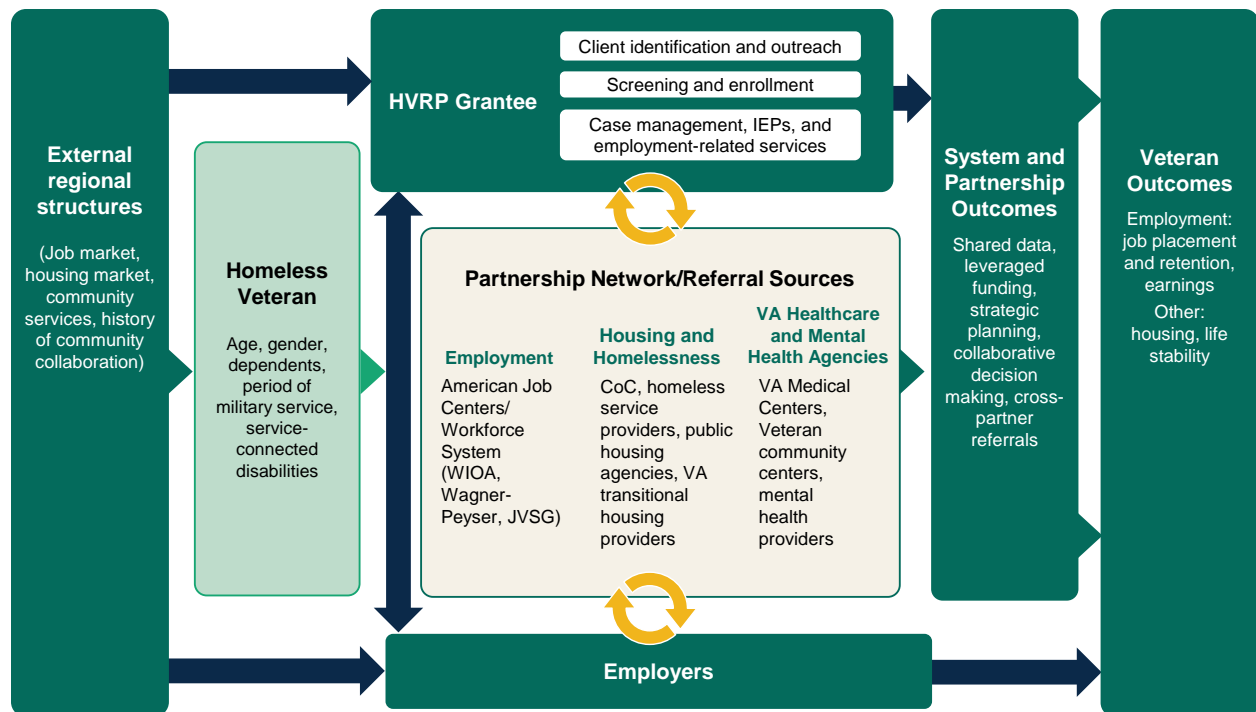 External
regional
structures
(Job market,
housing market,
community
services, history
of community
collaboration)
Homeless
Veteran
Age, gender,
dependents,
period of
military service,
service-
connected
disabilities
HVRP Grantee
Client identification and outreach
Screening and enrollment
Case management, IEPs, and
employment-related services
Partnership Network/Referral Sources
Employment
American Job
Centers/
Workforce
System
(WIOA,
Wagner-
Peyser, JVSG)
Housing and
Homelessness
CoC, homeless
service
providers, public
housing
agencies, VA
transitional
housing
providers
VA Healthcare
and Mental
Health Agencies
VA Medical
Centers,
Veteran
community
centers,
mental
health
providers
Employers
System and
Partnership
Outcomes
Shared data,
leveraged
funding,
strategic
planning,
collaborative
decision
making, cross-
partner
referrals
Veteran
Outcomes
Employment:
job placement
and retention,
earnings
Other:
housing, life
stability